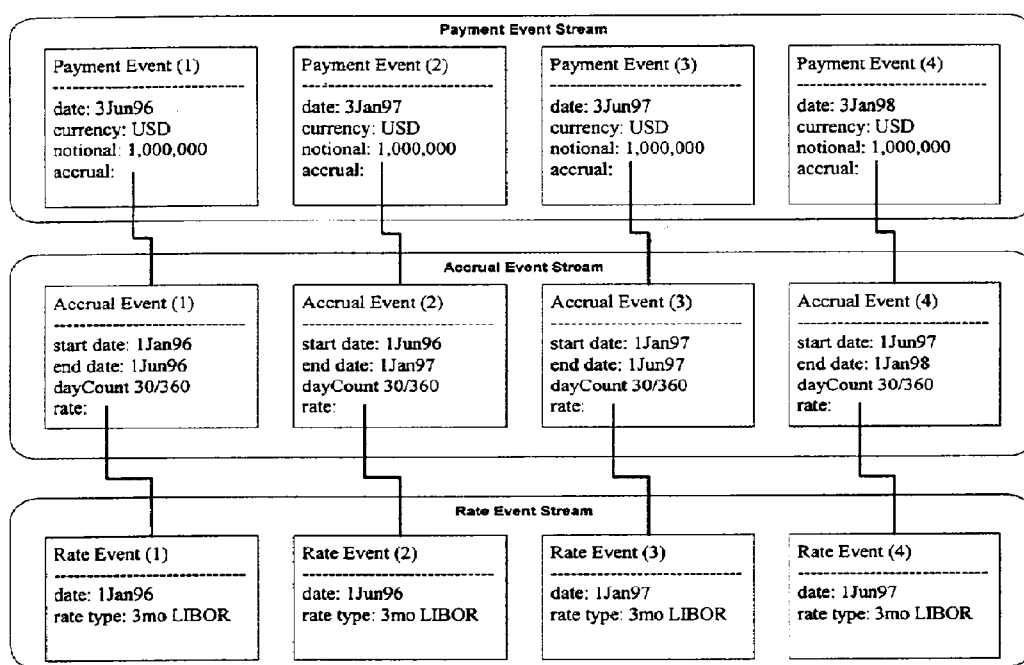 Payment Event Stream
Payment Event (1)
date: 3Jun96
currency: USD
notional: 1,000,000
accrual:
Payment Event (2)
date: 3Jan97
currency: USD
notional: 1,000,000
accrual:
Payment Event (3)
date: 3Jun97
currency: USD
notional: 1,000,000
accrual:
Payment Event (4)
date: 3Jan98
currency: USD
notional: 1,000,000
accrual:
Accrual Event Stream
Accrual Event (1)
start date: 1Jan96
end date: 1Jun96
dayCount 30/360
rate:
Accrual Event (2)
start date: 1Jun96
end date: 1Jan97
dayCount 30/360
rate:
Accrual Event (3)
start date: 1Jan97
end date: 1Jun97
dayCount 30/360
rate:
Accrual Event (4)
start date: 1Jun97
end date: 1Jan98
dayCount 30/360
rate:
Rate Event Stream
Rate Event (1)
date: 1Jan96
rate type: 3mo LIBOR
Rate Event (2)
date: 1Jun96
rate type: 3mo LIBOR
Rate Event (3)
date: 1Jan97
rate type: 3mo LIBOR
Rate Event (4)
date: 1Jun97
rate type: 3mo LIBOR